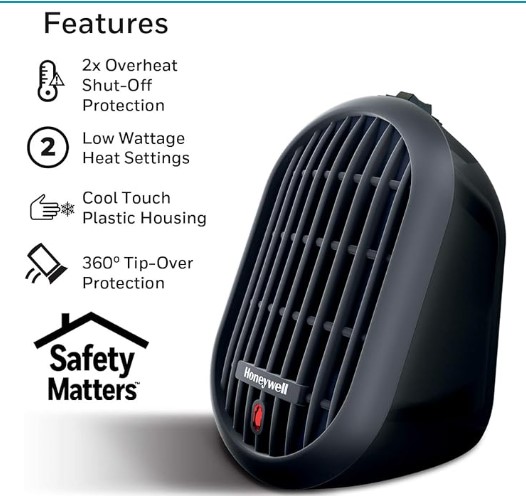 Features
2x Overheat
Shut-Off
Protection
2
Low Wattage
Heat Settings
Cool Touch
Plastic Housing
360° Tip-Over
Protection
Safety
Matters™
Honeywell